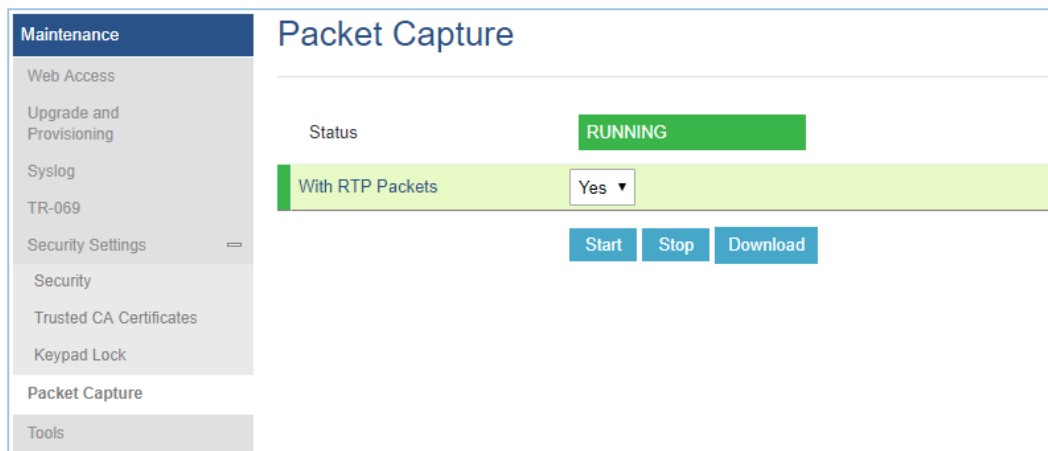 Maintenance
Web Access
Upgrade and
Provisioning
Syslog
TR-069
Security Settings
Security
Trusted CA Certificates
Keypad Lock
Packet Capture
Tools
Packet Capture
Status
RUNNING
With RTP Packets
Yes
Start
Stop
Download